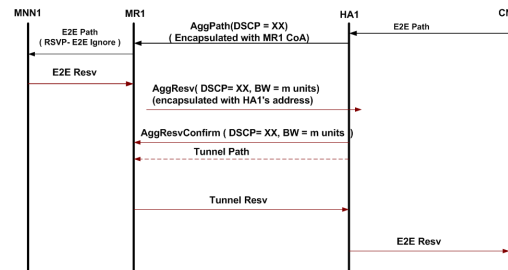 MNN1 MR1 HA1
E2E Path
( RSVP- E2E Ignore )
AggPath(DSCP = XX)
( Encapsulated with MR1 CoA)
E2E Path
E2E Resv
AggResv( DSCP= XX, BW = m units)
(encapsulated with HA1's address)
AggResvConfirm ( DSCP= XX, BW = m units )
Tunnel Path
Tunnel Resv
E2E Resv